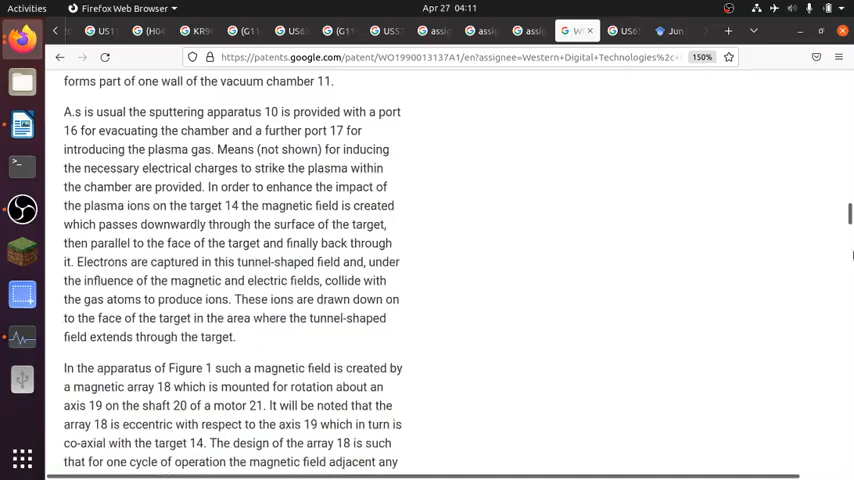 Activities
Firefox Web Browser
Apr 27 04:11
US1
(H04
KR90
(G11
US63
(G11
US52
assig
assig
assig
W
US6
Jun
https://patents.google.com/patent/WO1990013137A1/en?assignee=Western+Digital+Technologies%2c+
150%
forms part of one wall of the vacuum chamber 11.
A.s is usual the sputtering apparatus 10 is provided with a port
16 for evacuating the chamber and a further port 17 for
introducing the plasma gas. Means (not shown) for inducing
the necessary electrical charges to strike the plasma within
the chamber are provided. In order to enhance the impact of
the plasma ions on the target 14 the magnetic field is created
which passes downwardly through the surface of the target,
then parallel to the face of the target and finally back through
it. Electrons are captured in this tunnel-shaped field and, under
the influence of the magnetic and electric fields, collide with
the gas atoms to produce ions. These ions are drawn down on
to the face of the target in the area where the tunnel-shaped
field extends through the target.
In the apparatus of Figure 1 such a magnetic field is created by
a magnetic array 18 which is mounted for rotation about an
axis 19 on the shaft 20 of a motor 21. It will be noted that the
array 18 is eccentric with respect to the axis 19 which in turn is
co-axial with the target 14. The design of the array 18 is such
that for one cycle of operation the magnetic field adjacent any